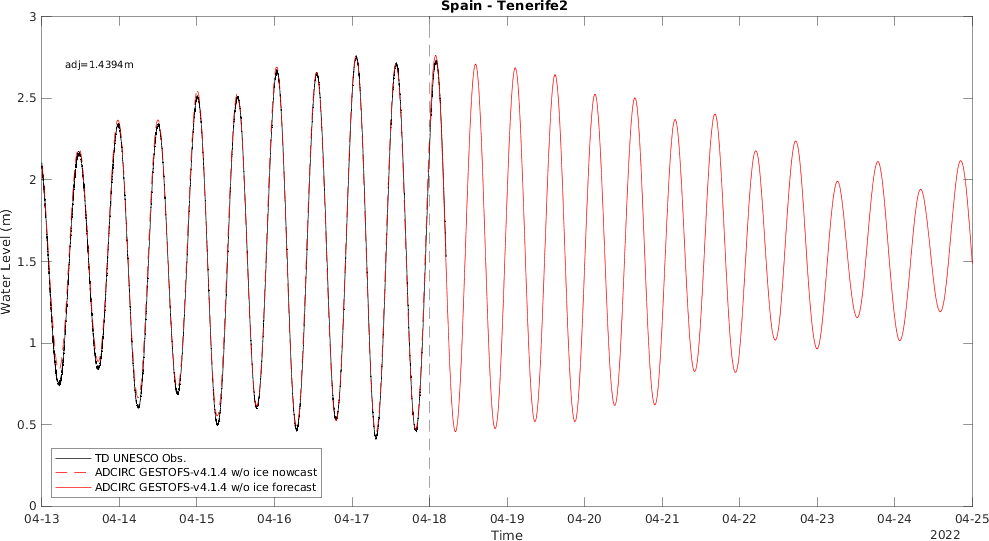 Spain - Tenerife2
adj=1.4394m
Water Level (m)
3
2.5
2
1.5
1
0.5
0
TD UNESCO Obs.
ADCIRC GESTOFS-v4.1.4 w/o ice nowcast
ADCIRC GESTOFS-v4.1.4 w/o ice forecast
04-13 04-14 04-15 04-16 04-17 04-18 04-19 04-20 04-21 04-22 04-23 04-24 04-25
Time
2022